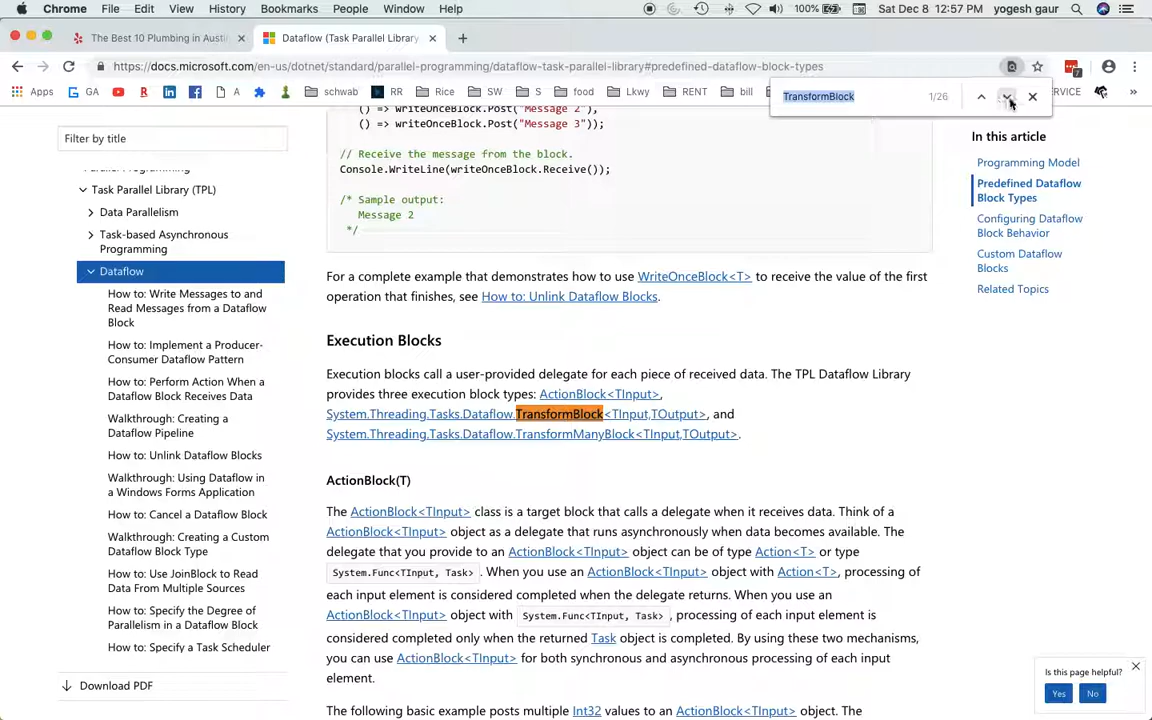 Chrome File Edit View History Bookmarks People Window Help 100% Sat Dec 8 12:57 PM yogesh gaur
The Best 10 Plumbing in Austi
Dataflow (Task Parallel Library
https://docs.microsoft.com/en-us/dotnet/standard/parallel-programming/dataflow-task-parallel-library#predefined-dataflow-block-types
Apps GA A RR Rice SW S food Lkwy RENT bill
TransformBlock 1/26
Filter by title
Task Parallel Library (TPL)
Data Parallelism
Task-based Asynchronous
Programming
Dataflow
How to: Write Messages to and
Read Messages from a Dataflow
Block
How to: Implement a Producer-
Consumer Dataflow Pattern
How to: Perform Action When a
Dataflow Block Receives Data
Walkthrough: Creating a
Dataflow Pipeline
How to: Unlink Dataflow Blocks
Walkthrough: Using Dataflow in
a Windows Forms Application
How to: Cancel a Dataflow Block
Walkthrough: Creating a Custom
Dataflow Block Type
How to: Use JoinBlock to Read
Data From Multiple Sources
How to: Specify the Degree of
Parallelism in a Dataflow Block
How to: Specify a Task Scheduler
Download PDF
() => writeOnceBlock.Post("Message 2"),
() => writeOnceBlock.Post("Message 3"));
// Receive the message from the block.
Console.WriteLine(writeOnceBlock.Receive());
/* Sample output:
Message 2
*/
For a complete example that demonstrates how to use WriteOnceBlock<T> to receive the value of the first
operation that finishes, see How to: Unlink Dataflow Blocks.
Execution Blocks
Execution blocks call a user-provided delegate for each piece of received data. The TPL Dataflow Library
provides three execution block types: ActionBlock<TInput>,
System.Threading.Tasks.Dataflow.TransformBlock<TInput,TOutput>, and
System.Threading.Tasks.Dataflow.TransformManyBlock<TInput,TOutput>.
ActionBlock(T)
The ActionBlock<TInput> class is a target block that calls a delegate when it receives data. Think of a
ActionBlock<TInput> object as a delegate that runs asynchronously when data becomes available. The
delegate that you provide to an ActionBlock<TInput> object can be of type Action<T> or type
System.Func<TInput, Task> . When you use an ActionBlock<TInput> object with Action<T>, processing of
each input element is considered completed when the delegate returns. When you use an
ActionBlock<TInput> object with System.Func<TInput, Task> , processing of each input element is
considered completed only when the returned Task object is completed. By using these two mechanisms,
you can use ActionBlock<TInput> for both synchronous and asynchronous processing of each input
element.
The following basic example posts multiple Int32 values to an ActionBlock<TInput> object. The
In this article
Programming Model
Predefined Dataflow
Block Types
Configuring Dataflow
Block Behavior
Custom Dataflow
Blocks
Related Topics
Is this page helpful?
Yes No